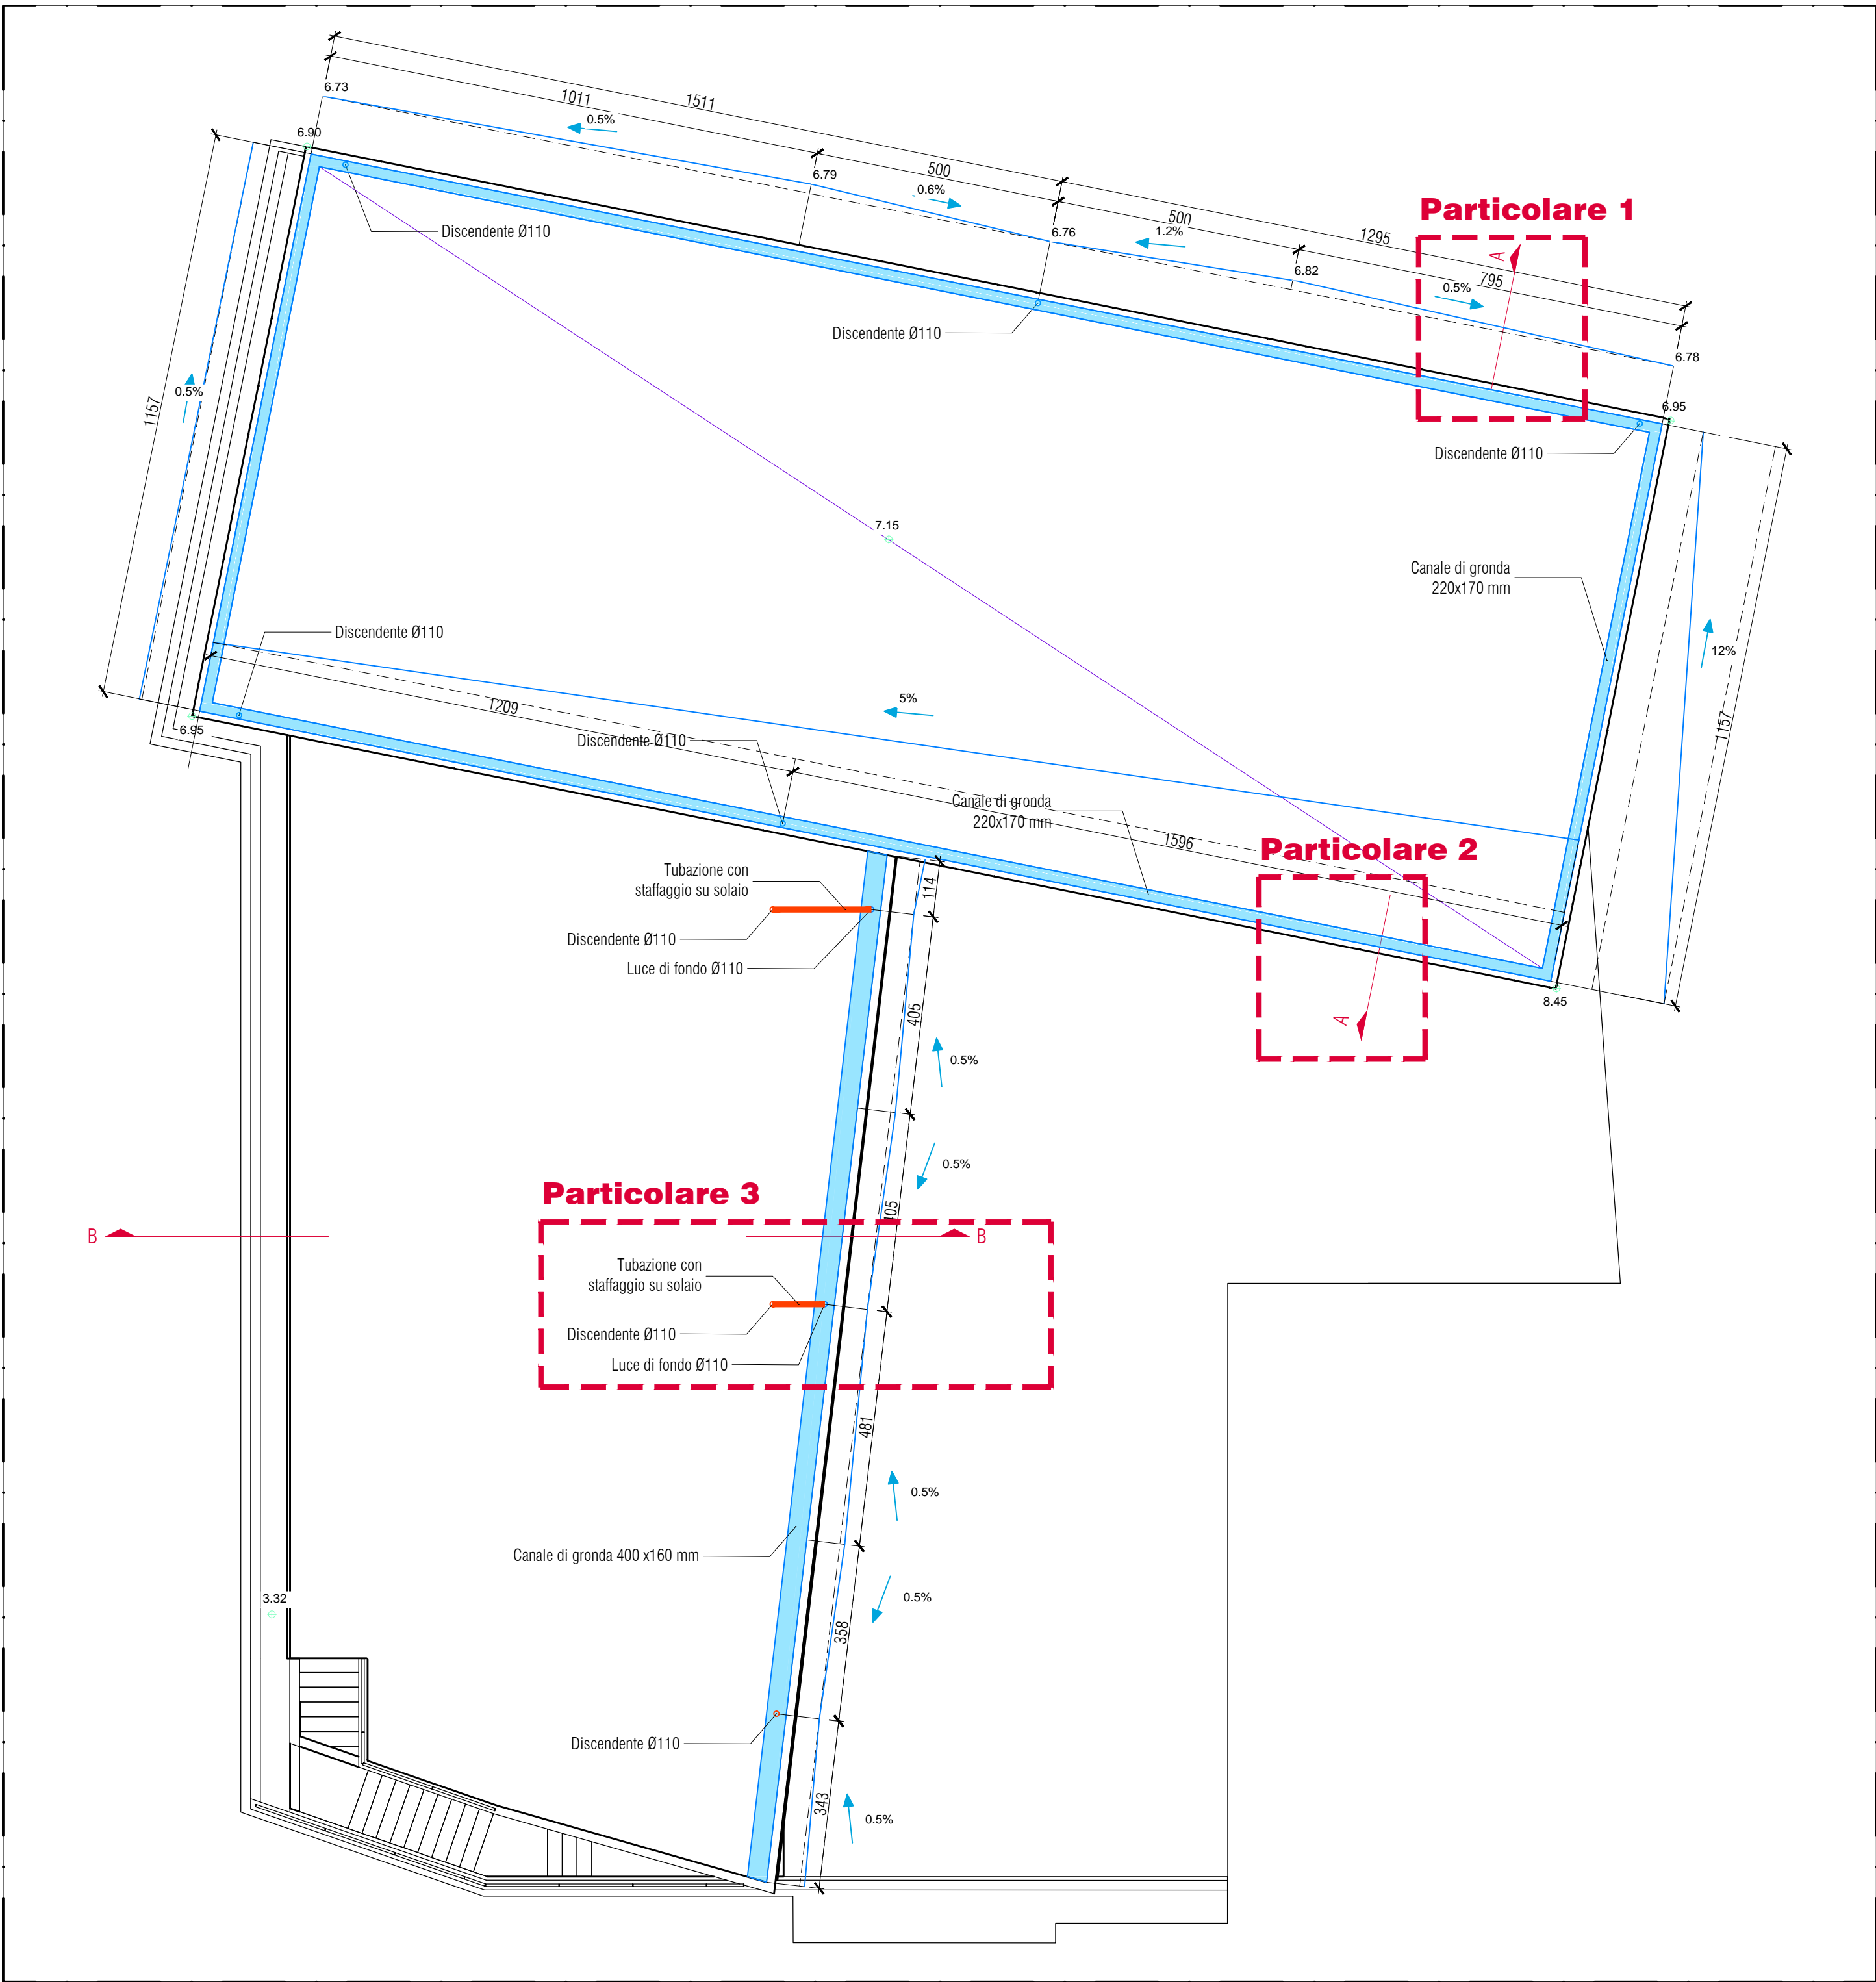 6.73
1011
1511
0.5%
6.90
6.79
500
0.6%
6.76
500
1.2%
1295
6.82
795
0.5%
Particolare 1
A
6.78
6.95
Discendente Ø110
Discendente Ø110
Discendente Ø110
1157
0.5%
7.15
Canale di gronda
220x170 mm
12%
1157
Discendente Ø110
6.95
1209
5%
Discendente Ø110
Canale di gronda
220x170 mm
1596
Particolare 2
A
8.45
Tubazione con
staffaggio su solaio
Discendente Ø110
Luce di fondo Ø110
114
405
0.5%
0.5%
405
Particolare 3
B
B
Tubazione con
staffaggio su solaio
Discendente Ø110
Luce di fondo Ø110
481
0.5%
Canale di gronda 400 x160 mm
0.5%
3.32
358
Discendente Ø110
343
0.5%